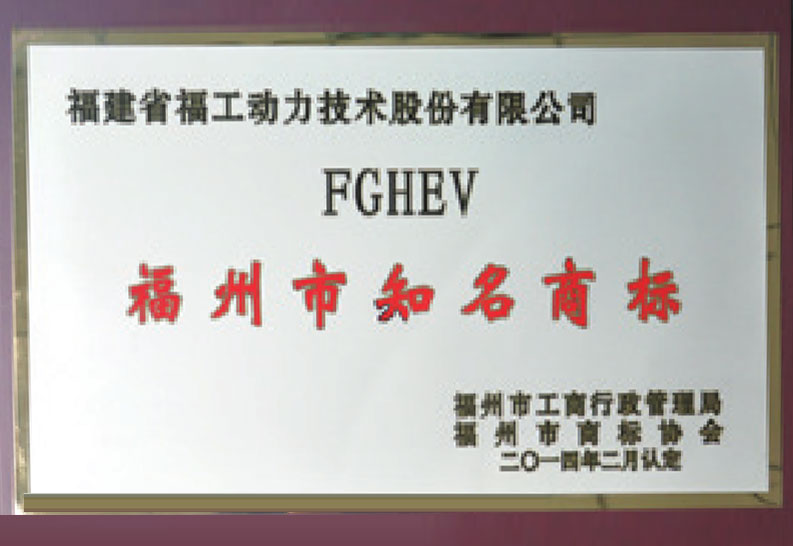 福建省福工动力技术股份有限公司
FGHEV
福州市知名商标
福州市工商行政管理局
福州市商标协会
二〇一四年二月认定